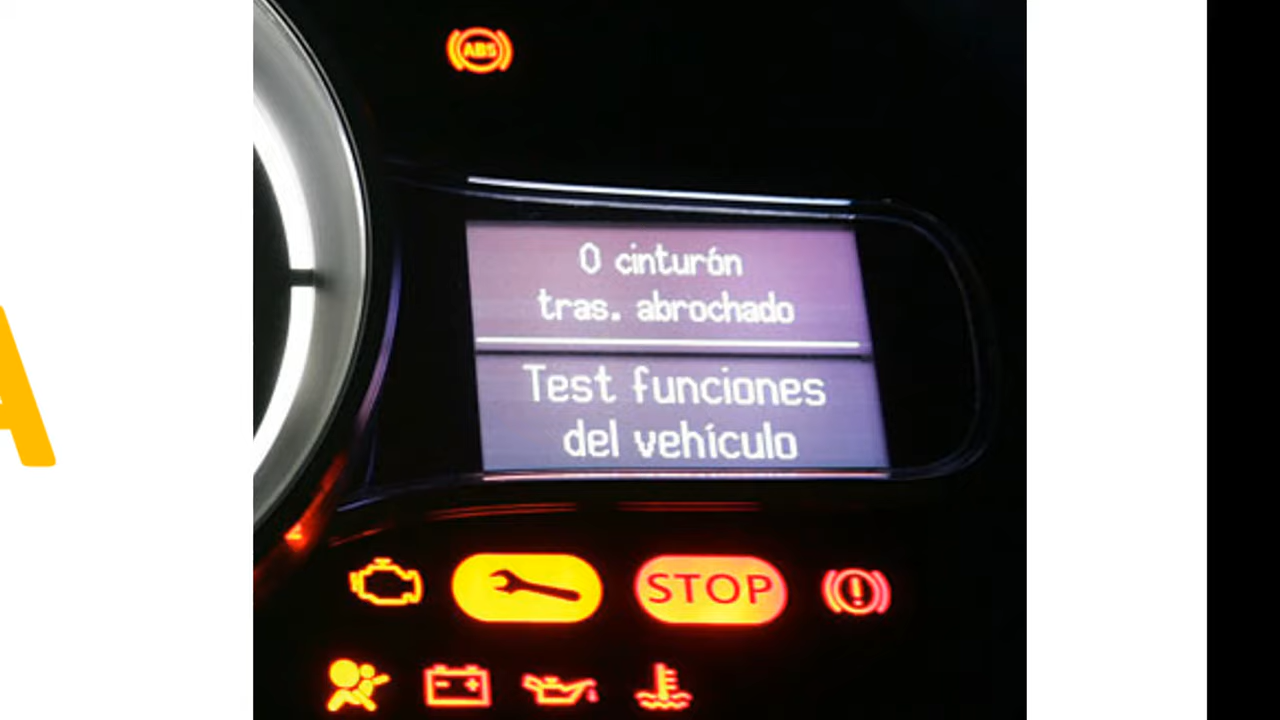 ABS
0 cinturón
tras. abrochado
Test funciones
del vehículo
STOP
A